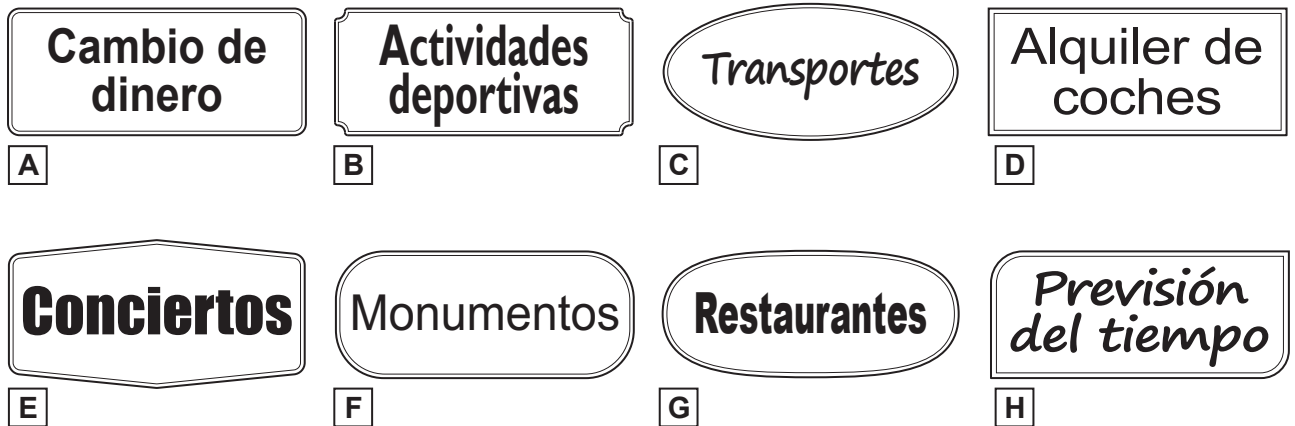 Cambio de
dinero
A
Actividades
deportivas
B
Transportes
C
Alquiler de
coches
D
Conciertos
E
Monumentos
F
Restaurantes
G
Previsión
del tiempo
H